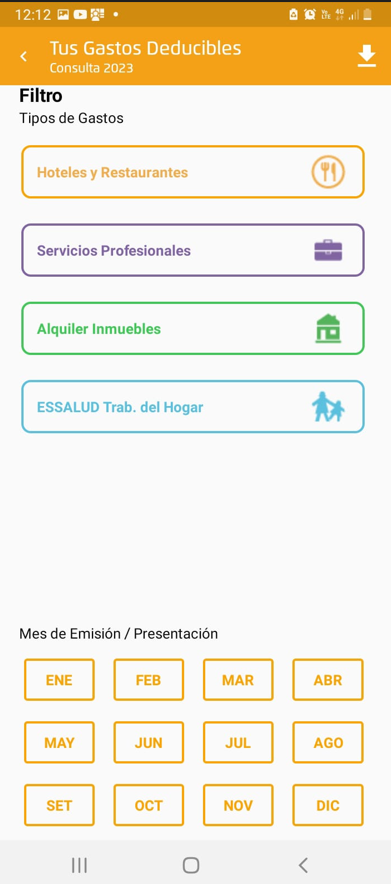 12:12
Tus Gastos Deducibles
Consulta 2023
Filtro
Tipos de Gastos
Hoteles y Restaurantes
Servicios Profesionales
Alquiler Inmuebles
ESSALUD Trab. del Hogar
Mes de Emisión / Presentación
ENE FEB MAR ABR
MAY JUN JUL AGO
SET OCT NOV DIC